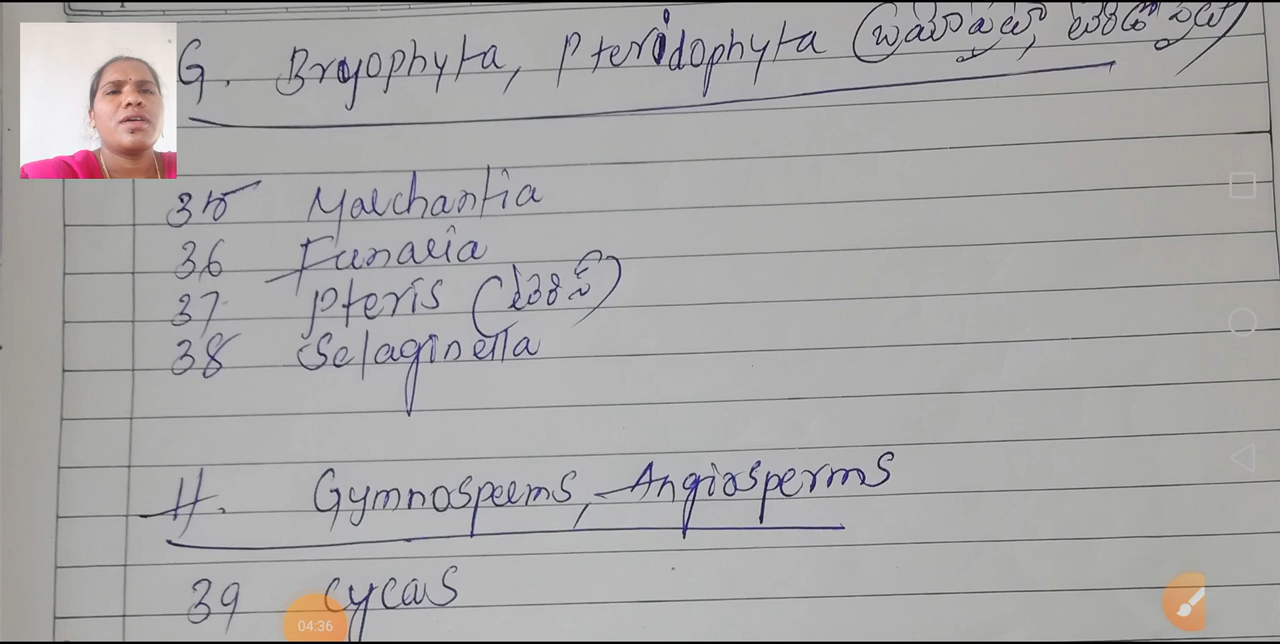 G. Bryophyta, Pteridophyta
35 Marchantia
36 Funaria
37 Pteris
38 Selaginella
H. Gymnosperms, Angiosperms
39 Cycas
04:36